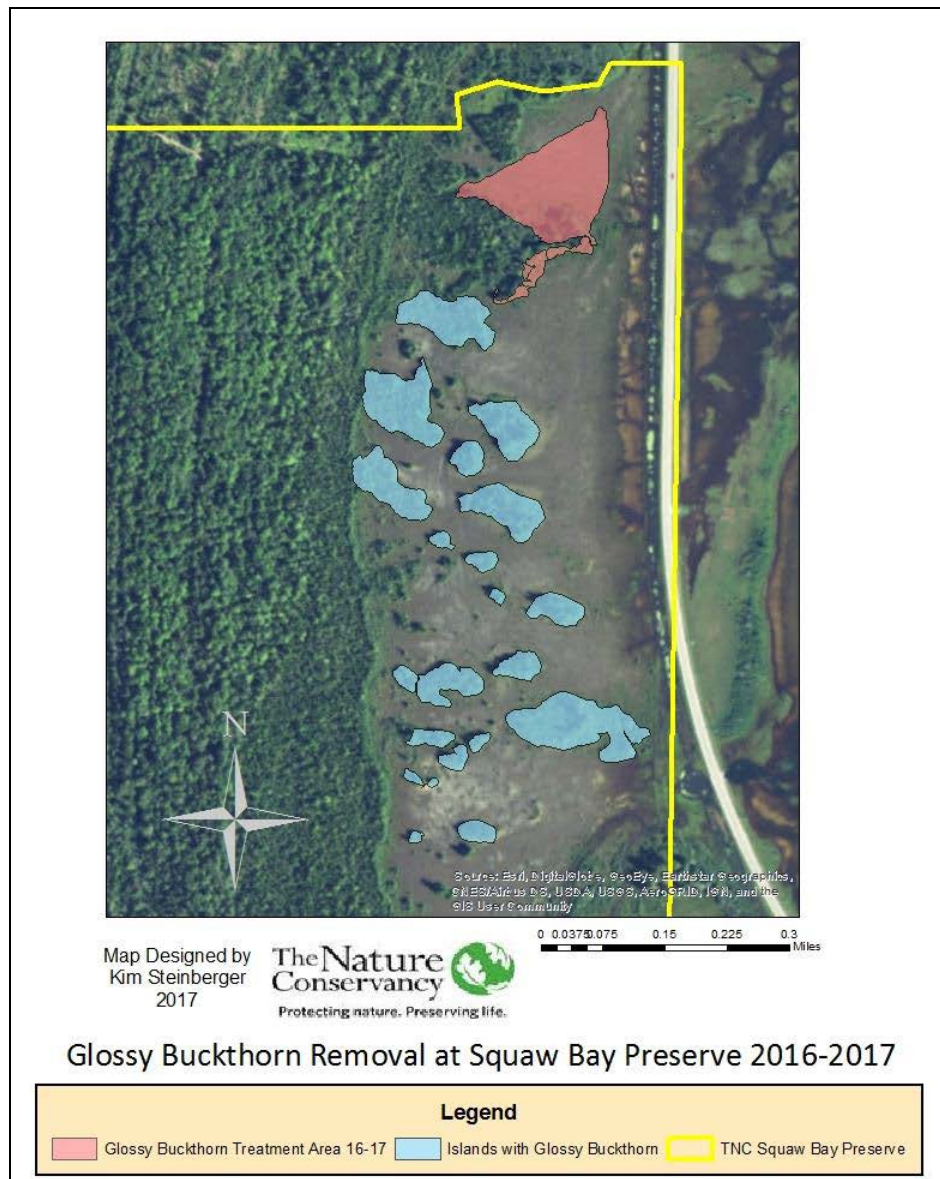 N
Source: Esri, DigitalGlobe, GeoEye, Earthstar Geographics,
CNES/Airbus DS, USDA, USGS, AeroGRID, IGN, and the
GIS User Community
0 0.0375 0.075 0.15 0.225 0.3
Miles
Map Designed by
Kim Steinberger
2017
The Nature
Conservancy
Protecting nature. Preserving life.
Glossy Buckthorn Removal at Squaw Bay Preserve 2016-2017
Legend
Glossy Buckthorn Treatment Area 16-17 Islands with Glossy Buckthorn TNC Squaw Bay Preserve